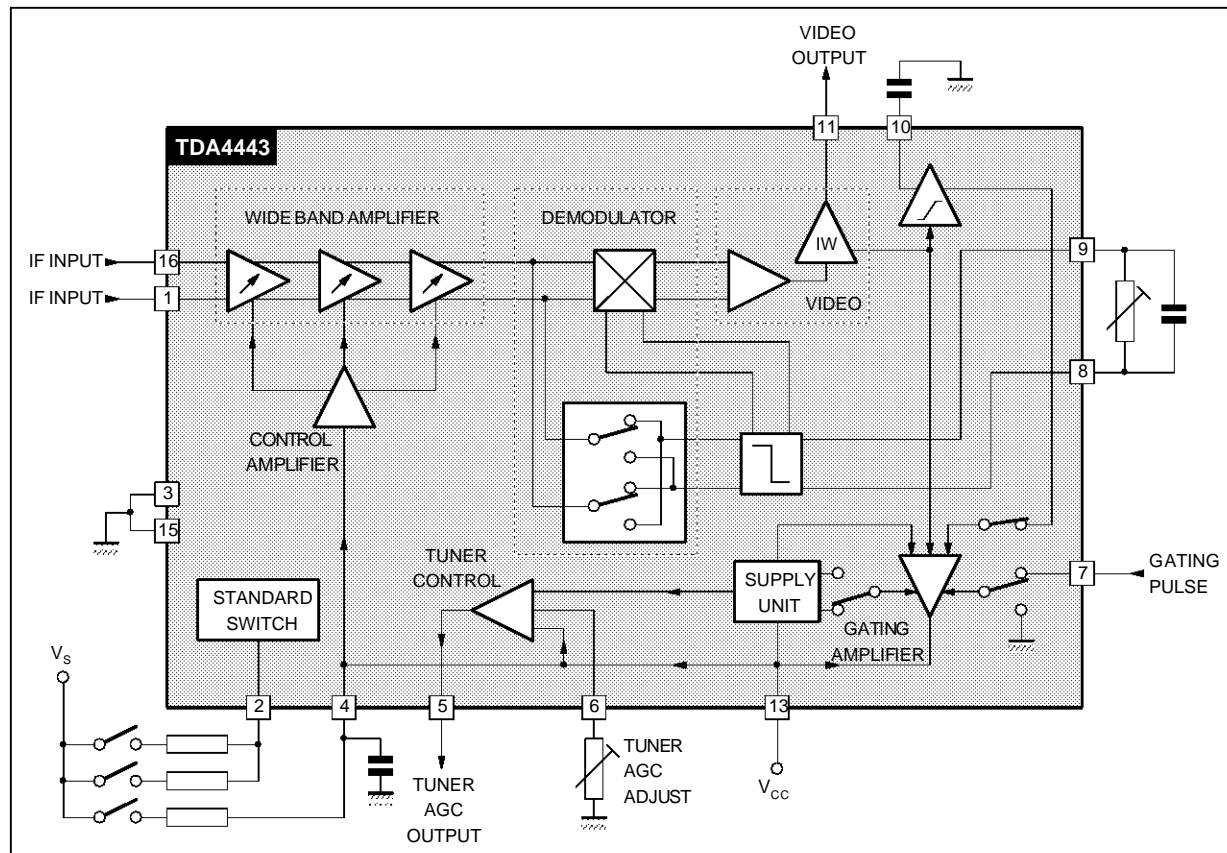 VIDEO
OUTPUT
11
10
TDA4443
WIDE BAND AMPLIFIER
DEMODULATOR
IW
VIDEO
IF INPUT
16
IF INPUT
1
9
8
CONTROL
AMPLIFIER
3
15
TUNER
CONTROL
STANDARD
SWITCH
SUPPLY
UNIT
GATING
AMPLIFIER
7
GATING
PULSE
VS
2
4
5
6
13
TUNER
AGC
OUTPUT
TUNER
AGC
ADJUST
VCC